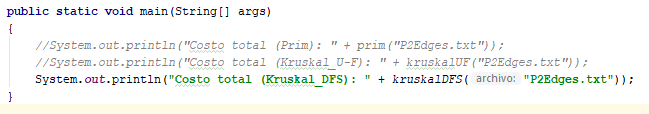 public static void main(String[] args)
{
//System.out.println("Costo total (Prim): " + prim("P2Edges.txt"));
//System.out.println("Costo total (Kruskal_U-F): " + kruskalUF("P2Edges.txt"));
System.out.println("Costo total (Kruskal_DFS): " + kruskalDFS( archivo: "P2Edges.txt"));
}